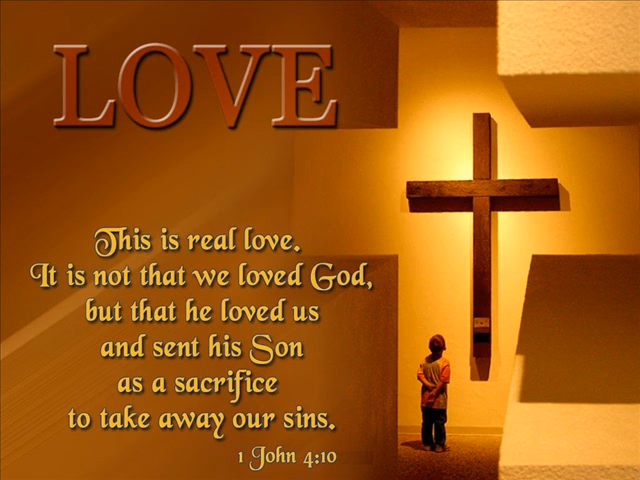 LOVE
This is real love.
It is not that we loved God,
but that he loved us
and sent his Son
as a sacrifice
to take away our sins.
1 John 4:10